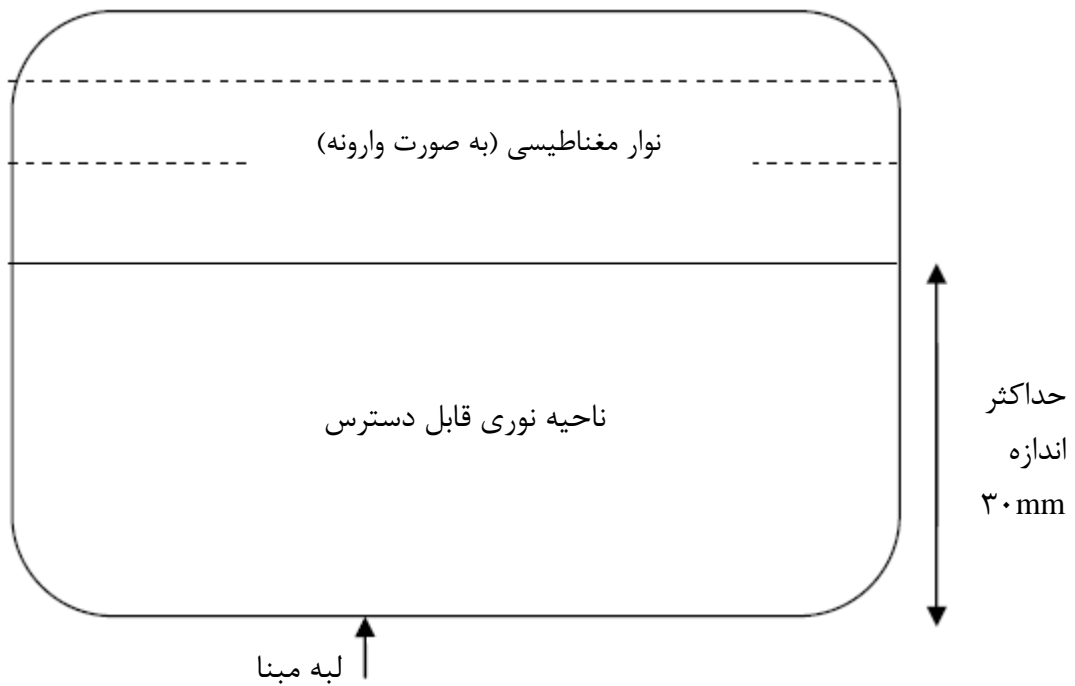 نوار مغناطیسی (به صورت وارونه)
ناحیه نوری قابل دسترس
حداکثر
اندازه
۳۰mm
لبه مبنا